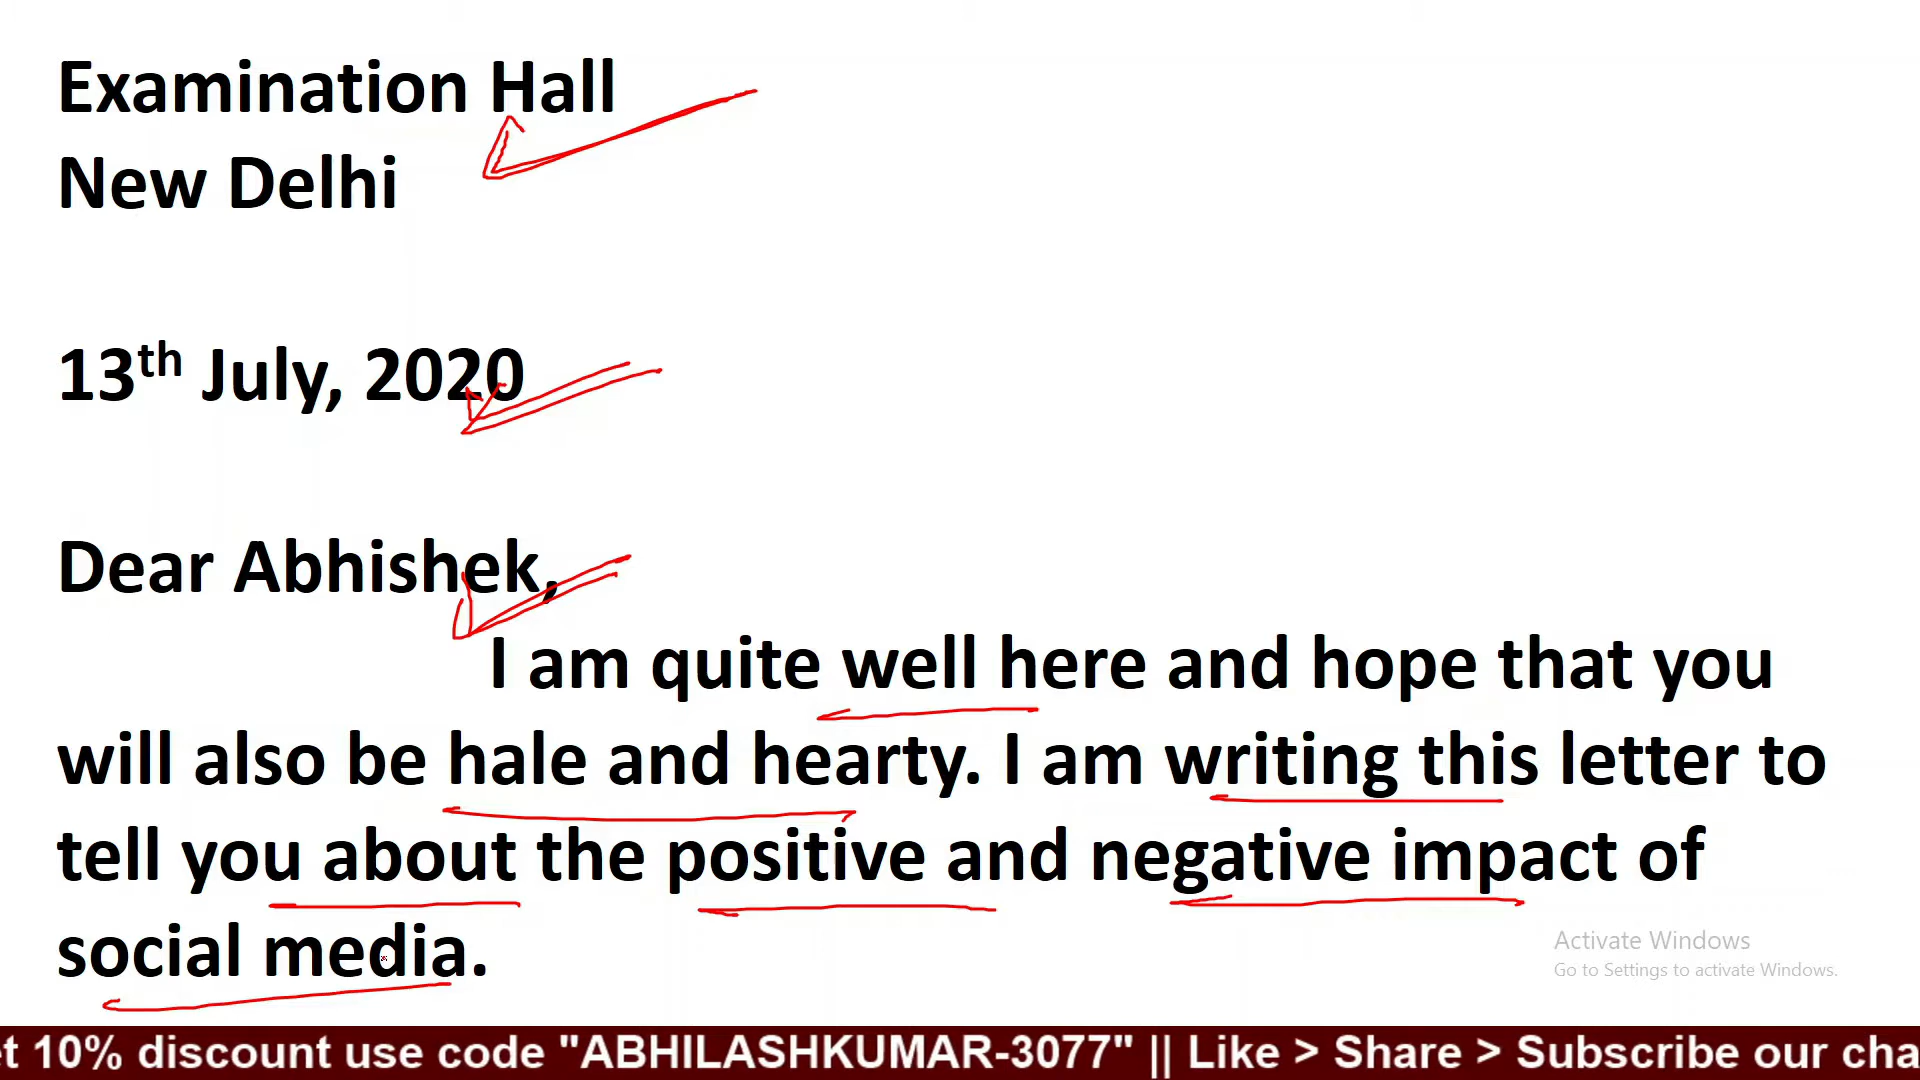 Examination Hall
New Delhi
13th July, 2020
Dear Abhishek,
I am quite well here and hope that you
will also be hale and hearty. I am writing this letter to
tell you about the positive and negative impact of
social media.
Activate Windows
Go to Settings to activate Windows.
et 10% discount use code "ABHILASHKUMAR-3077" || Like > Share > Subscribe our cha